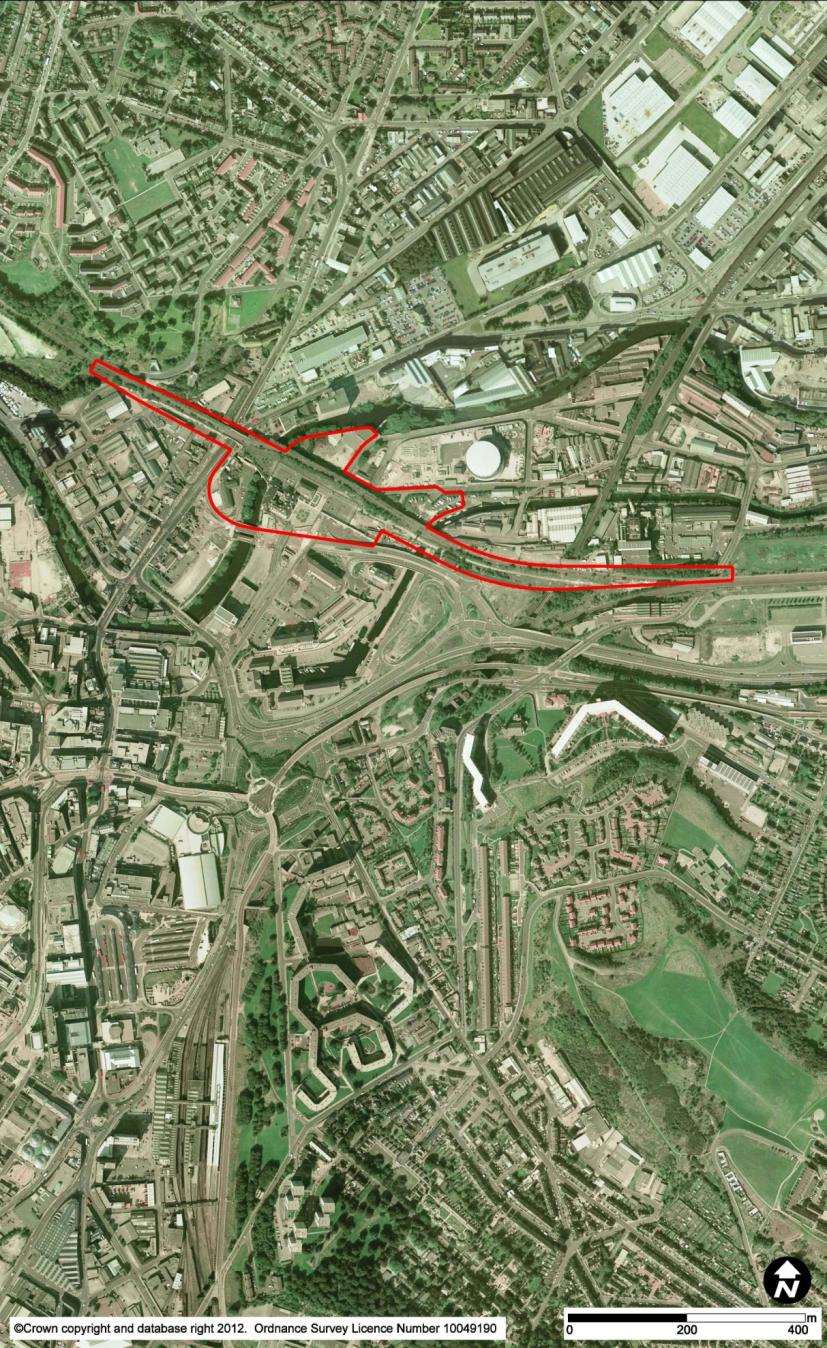 N
©Crown copyright and database right 2012. Ordnance Survey Licence Number 10049190
m
0 200 400